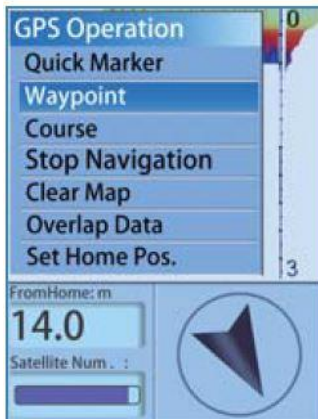 GPS Operation
0
Quick Marker
Waypoint
Course
Stop Navigation
Clear Map
Overlap Data
Set Home Pos.
3
FromHome: m
14.0
Satellite Num . :